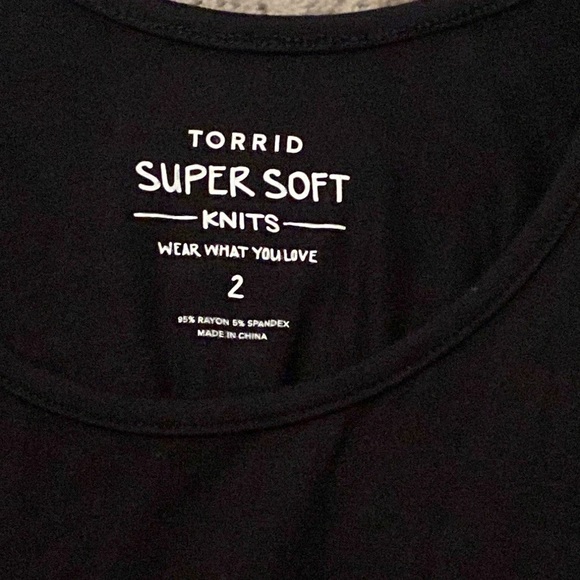 TORRID
SUPER SOFT
KNITS
WEAR WHAT YOU LOVE
2
95% RAYON 5% SPANDEX
MADE IN CHINA